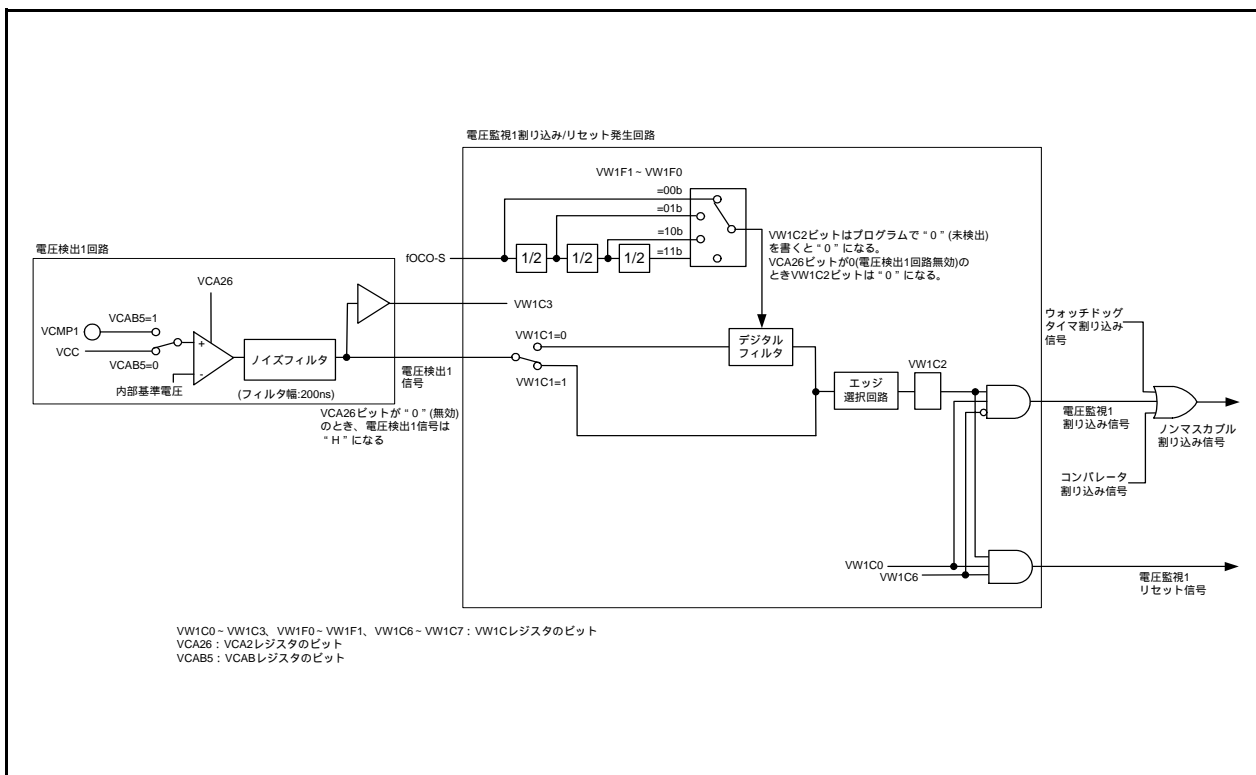 電圧監視1割り込み/リセット発生回路
VW1F1~VW1F0
=00b
=01b
=10b
=11b
fOCO-S
1/2
1/2
1/2
VW1C2ビットはプログラムで“0”(未検出)
を書くと“0”になる。
VCA26ビットが0(電圧検出1回路無効)の
ときVW1C2ビットは“0”になる。
電圧検出1回路
VCA26
VCMP1
VCAB5=1
VCC
VCAB5=0
+
-
内部基準電圧
ノイズフィルタ
(フィルタ幅:200ns)
VW1C3
電圧検出1
信号
VCA26ビットが“0”(無効)
のとき、電圧検出1信号は
“H”になる
VW1C1=0
VW1C1=1
デジタル
フィルタ
エッジ
選択回路
VW1C2
ウォッチドッグ
タイマ割り込み
信号
電圧監視1
割り込み信号
ノンマスカブル
割り込み信号
コンパレータ
割り込み信号
VW1C0
VW1C6
電圧監視1
リセット信号
VW1C0~VW1C3、VW1F0~VW1F1、VW1C6~VW1C7:VW1Cレジスタのビット
VCA26:VCA2レジスタのビット
VCAB5:VCABレジスタのビット